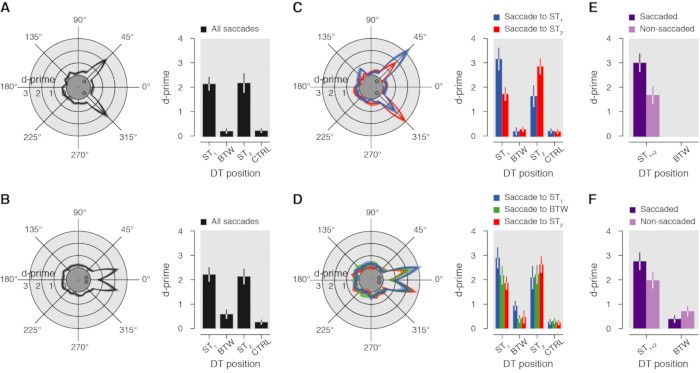 A
90°
135°
45°
180°
d-prime
3 2 1
0°
225°
315°
270°
All saccades
d-prime
4
3
2
1
0
ST1
BTW
ST2
CTRL
DT position
C
90°
135°
45°
180°
d-prime
3 2 1
0°
225°
315°
270°
Saccade to ST1
Saccade to ST2
d-prime
4
3
2
1
0
ST1
BTW
ST2
CTRL
DT position
E
Saccaded
Non-saccaded
d-prime
4
3
2
1
0
ST1+2
BTW
DT position
B
90°
135°
45°
180°
d-prime
3 2 1
0°
225°
315°
270°
All saccades
d-prime
4
3
2
1
0
ST1
BTW
ST2
CTRL
DT position
D
90°
135°
45°
180°
d-prime
3 2 1
0°
225°
315°
270°
Saccade to ST1
Saccade to BTW
Saccade to ST2
d-prime
4
3
2
1
0
ST1
BTW
ST2
CTRL
DT position
F
Saccaded
Non-saccaded
d-prime
4
3
2
1
0
ST1+2
BTW
DT position